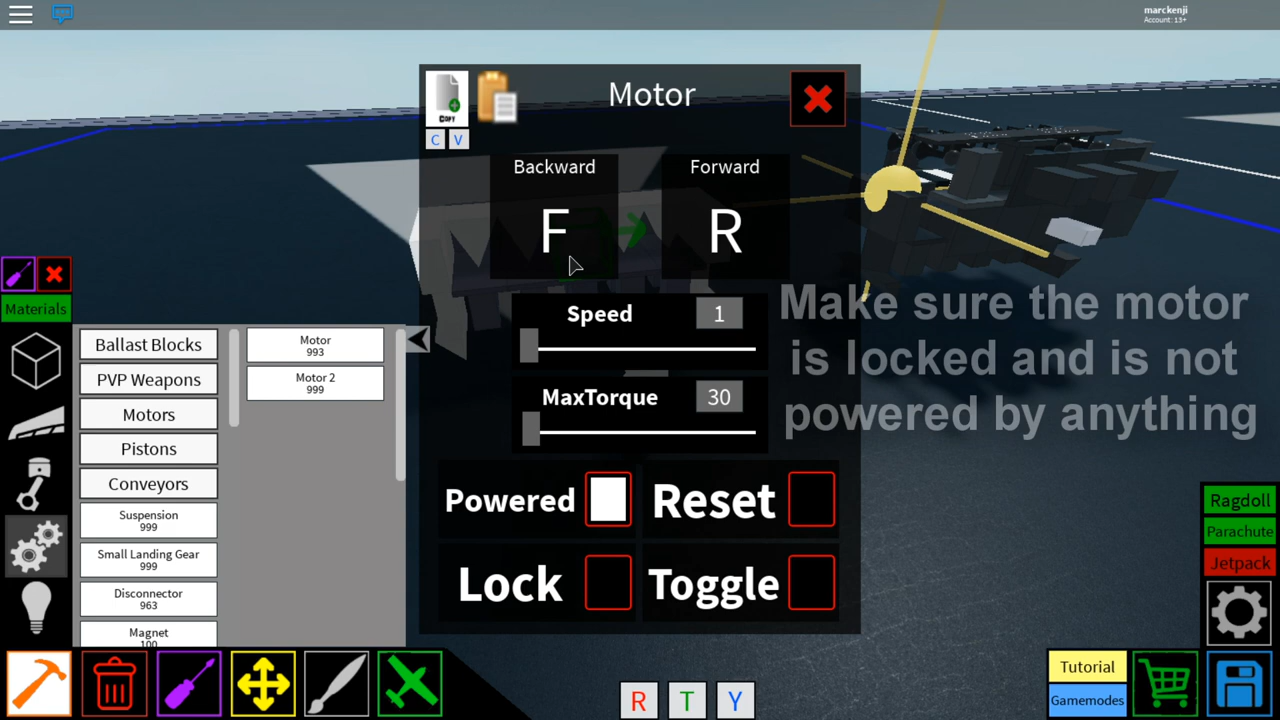 marckenji
Account: 13+
Motor
COPY
C V
Backward
Forward
F
R
Speed 1
MaxTorque 30
Powered
Reset
Lock
Toggle
Make sure the motor
is locked and is not
powered by anything
Materials
Ballast Blocks
PVP Weapons
Motors
Pistons
Conveyors
Suspension
999
Small Landing Gear
999
Disconnector
963
Magnet
100
Motor
993
Motor 2
999
Ragdoll
Parachute
Jetpack
Tutorial
Gamemodes
R T Y